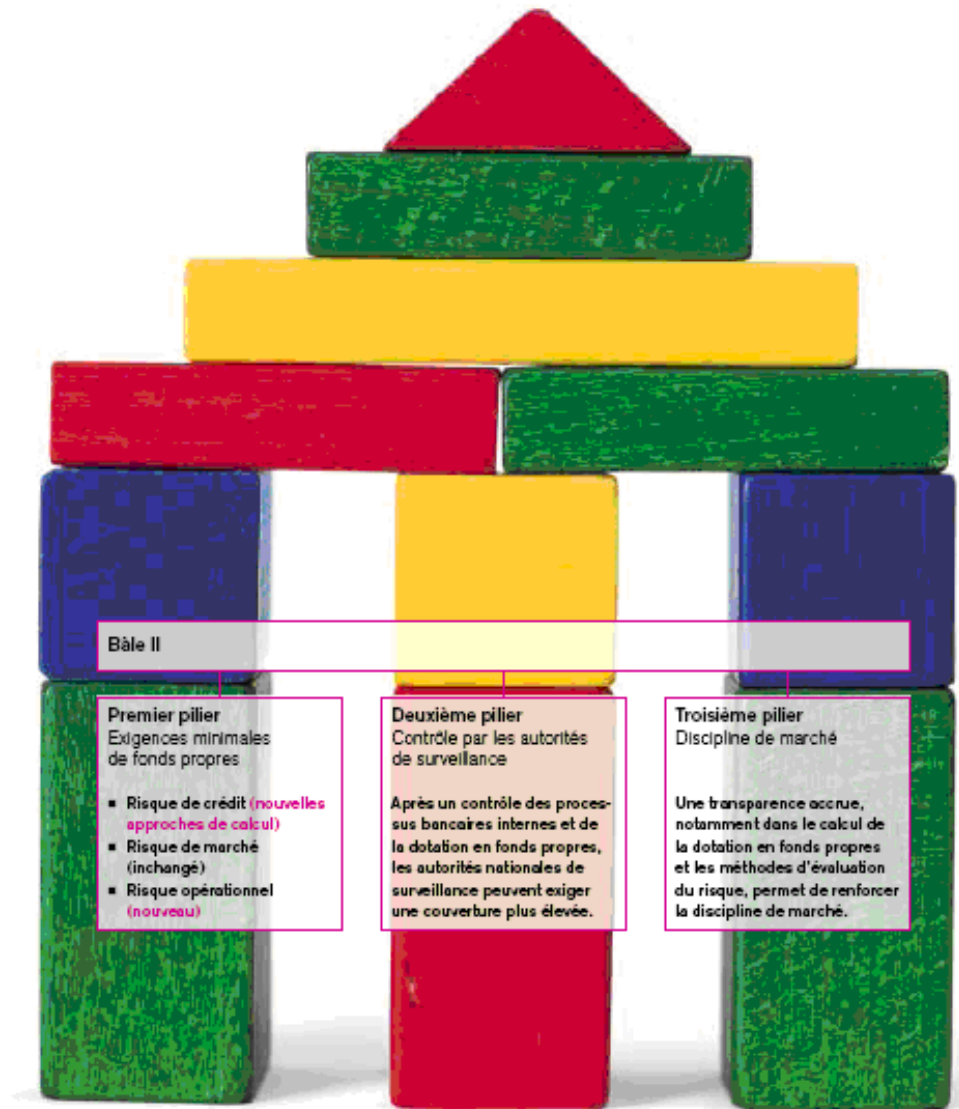 Bâle II
Premier pilier
Exigences minimales
de fonds propres
▪ Risque de crédit (nouvelles
approches de calcul)
▪ Risque de marché
(inchangé)
▪ Risque opérationnel
(nouveau)
Deuxième pilier
Contrôle par les autorités
de surveillance
Après un contrôle des proces-
sus bancaires internes et de
la dotation en fonds propres,
les autorités nationales de
surveillance peuvent exiger
une couverture plus élevée.
Troisième pilier
Discipline de marché
Une transparence accrue,
notamment dans le calcul de
la dotation en fonds propres
et les méthodes d'évaluation
du risque, permet de renforcer
la discipline de marché.